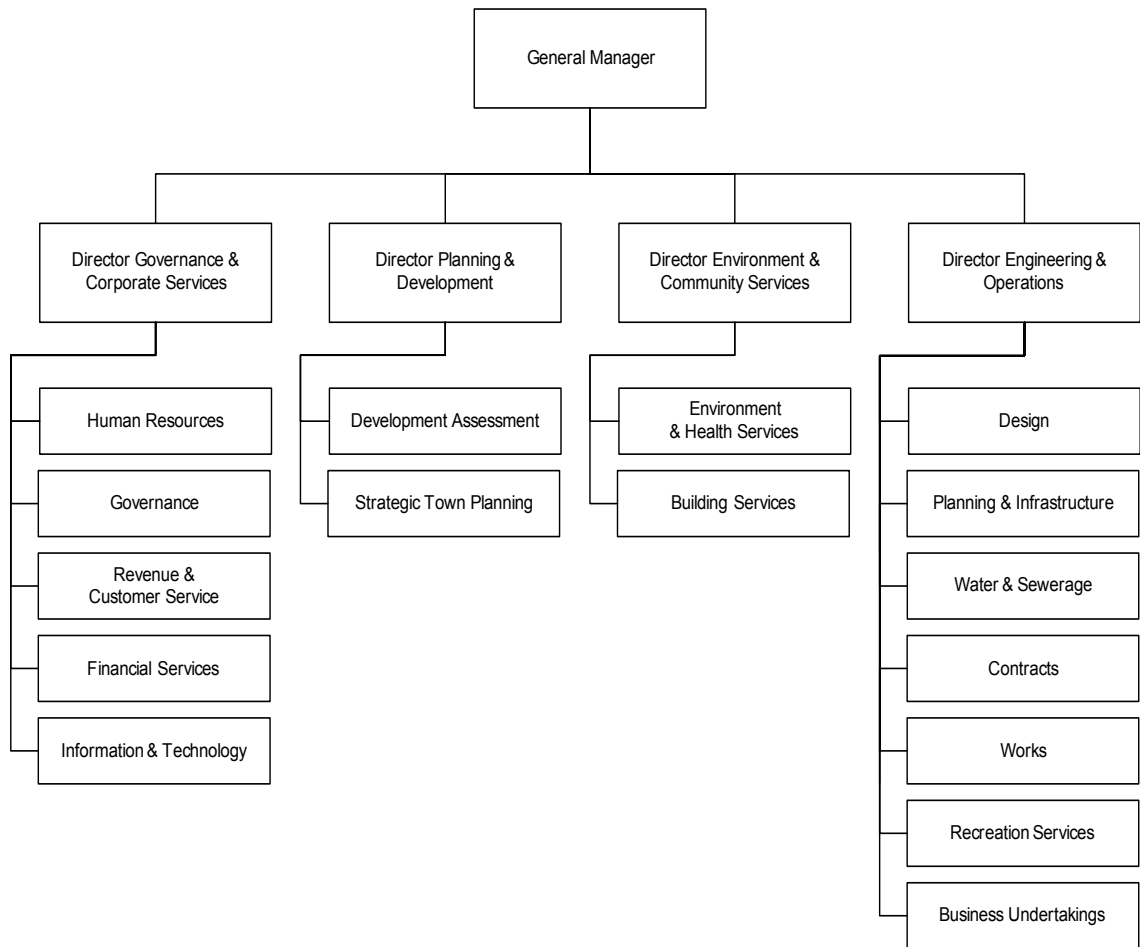 General Manager
Director Governance &
Corporate Services
Director Planning &
Development
Director Environment &
Community Services
Director Engineering &
Operations
Human Resources
Governance
Revenue &
Customer Service
Financial Services
Information & Technology
Development Assessment
Strategic Town Planning
Environment
& Health Services
Building Services
Design
Planning & Infrastructure
Water & Sewerage
Contracts
Works
Recreation Services
Business Undertakings